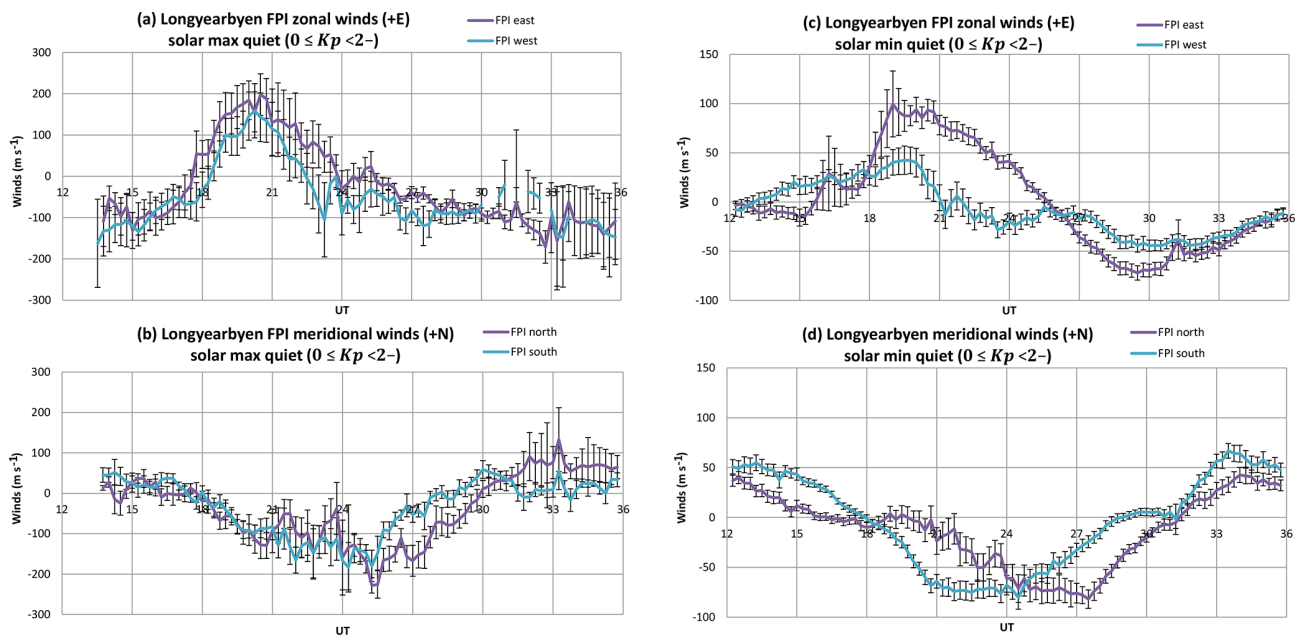 (a) Longyearbyen FPI zonal winds (+E)
solar max quiet (0 ≤ Kp <2−)
FPI east
FPI west
300
200
100
0
-100
-200
-300
Winds (m s⁻¹)
12 15 18 21 24 27 30 33 36
UT
(c) Longyearbyen FPI zonal winds (+E)
solar min quiet (0 ≤ Kp <2−)
FPI east
FPI west
150
100
50
0
-50
-100
Winds (m s⁻¹)
12 15 18 21 24 27 30 33 36
UT
(b) Longyearbyen FPI meridional winds (+N)
solar max quiet (0 ≤ Kp <2−)
FPI north
FPI south
300
200
100
0
-100
-200
-300
Winds (m s⁻¹)
12 15 18 21 24 27 30 33 36
UT
(d) Longyearbyen meridional winds (+N)
solar min quiet (0 ≤ Kp <2−)
FPI north
FPI south
150
100
50
0
-50
-100
Winds (m s⁻¹)
12 15 18 21 24 27 30 33 36
UT